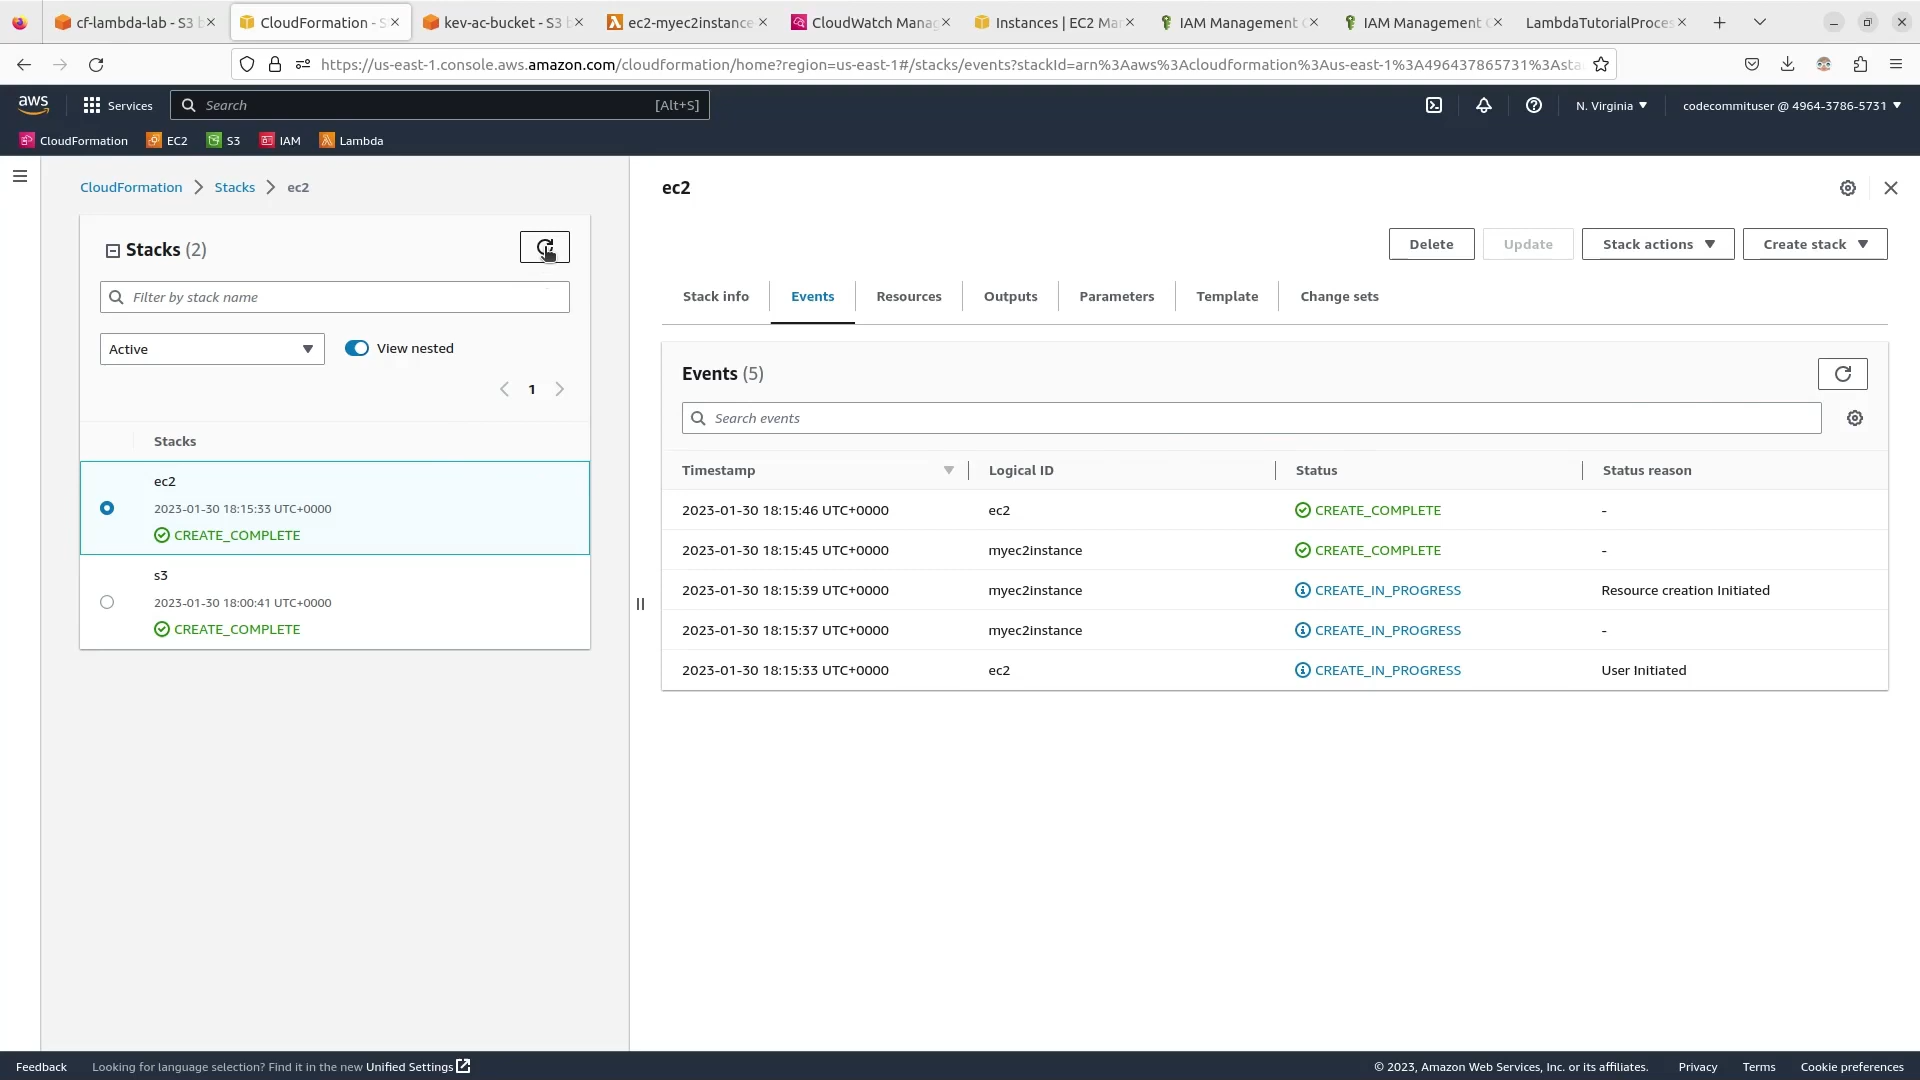 cf-lambda-lab - S3 b
CloudFormation - S
kev-ac-bucket - S3 b
ec2-myec2instance
CloudWatch Manag
Instances | EC2 Ma
IAM Management C
IAM Management C
LambdaTutorialProces
https://us-east-1.console.aws.amazon.com/cloudformation/home?region=us-east-1#/stacks/events?stackId=arn%3Aaws%3Acloudformation%3Aus-east-1%3A496437865731%3Asta
aws
Services
Search
[Alt+S]
N. Virginia
codecommituser @ 4964-3786-5731
CloudFormation
EC2
S3
IAM
Lambda
CloudFormation > Stacks > ec2
Stacks (2)
Filter by stack name
Active
View nested
1
Stacks
ec2
2023-01-30 18:15:33 UTC+0000
CREATE_COMPLETE
s3
2023-01-30 18:00:41 UTC+0000
CREATE_COMPLETE
ec2
Delete
Update
Stack actions
Create stack
Stack info
Events
Resources
Outputs
Parameters
Template
Change sets
Events (5)
Search events
Timestamp Logical ID Status Status reason
2023-01-30 18:15:46 UTC+0000 ec2 CREATE_COMPLETE -
2023-01-30 18:15:45 UTC+0000 myec2instance CREATE_COMPLETE -
2023-01-30 18:15:39 UTC+0000 myec2instance CREATE_IN_PROGRESS Resource creation Initiated
2023-01-30 18:15:37 UTC+0000 myec2instance CREATE_IN_PROGRESS -
2023-01-30 18:15:33 UTC+0000 ec2 CREATE_IN_PROGRESS User Initiated
Feedback
Looking for language selection? Find it in the new Unified Settings
© 2023, Amazon Web Services, Inc. or its affiliates.
Privacy
Terms
Cookie preferences